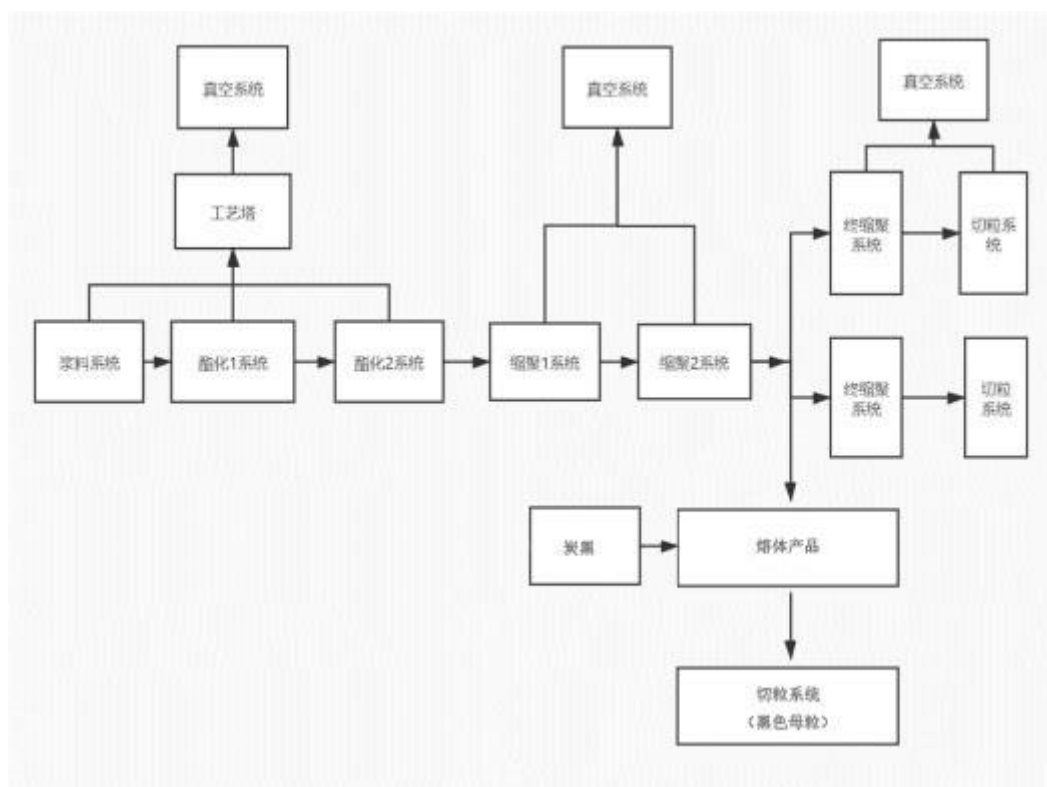 真空系统
真空系统
真空系统
工艺塔
终缩聚
系统
切粒系
统
浆料系统
酯化1系统
酯化2系统
缩聚1系统
缩聚2系统
终缩聚
系统
切粒
系统
炭黑
熔体产品
切粒系统
（黑色母粒）